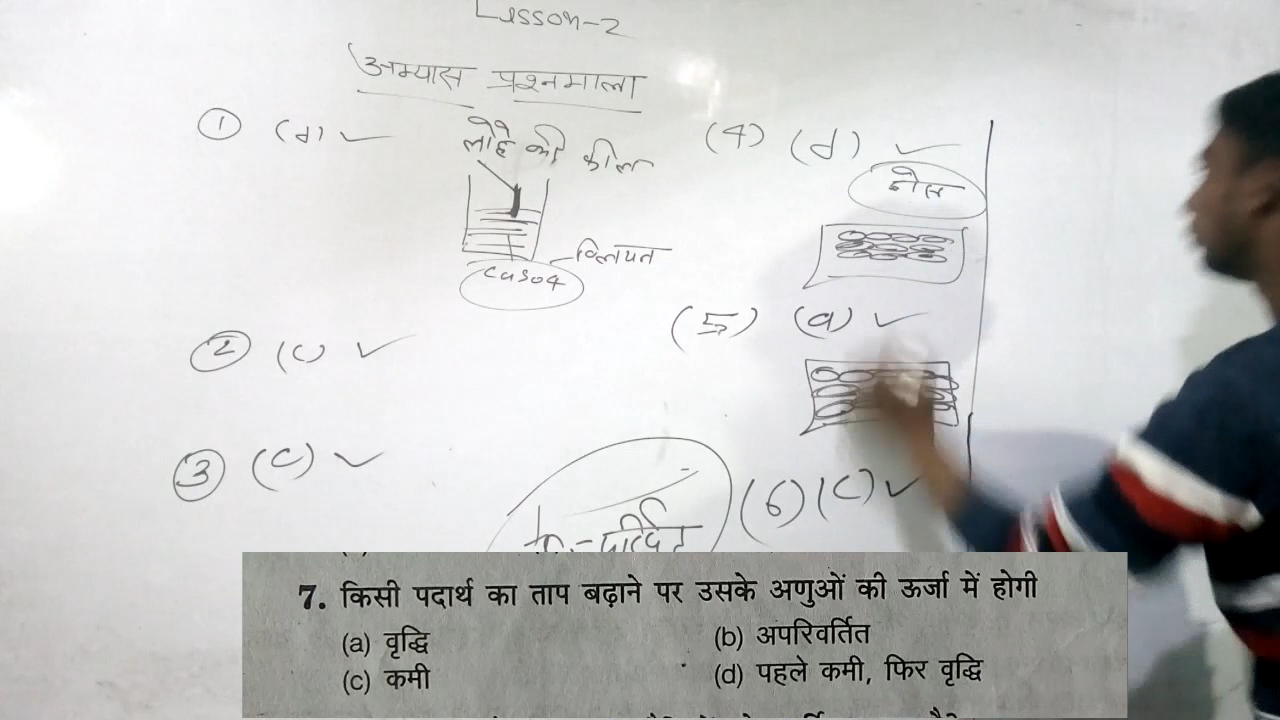 Lesson-2
अभ्यास प्रश्नमाला
① (d) ✓
लोहे की कील
CuSO4
विलयन
② (c) ✓
③ (c) ✓
(4) (d) ✓
ठोस
(5) (a) ✓
(6) (c) ✓
7. किसी पदार्थ का ताप बढ़ाने पर उसके अणुओं की ऊर्जा में होगी
(a) वृद्धि (b) अपरिवर्तित
(c) कमी (d) पहले कमी, फिर वृद्धि